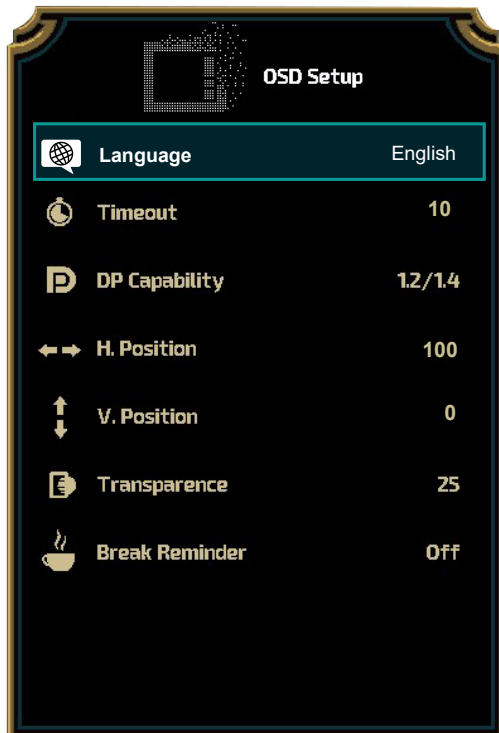 OSD Setup
Language English
Timeout 10
DP Capability 1.2/1.4
H. Position 100
V. Position 0
Transparence 25
Break Reminder Off